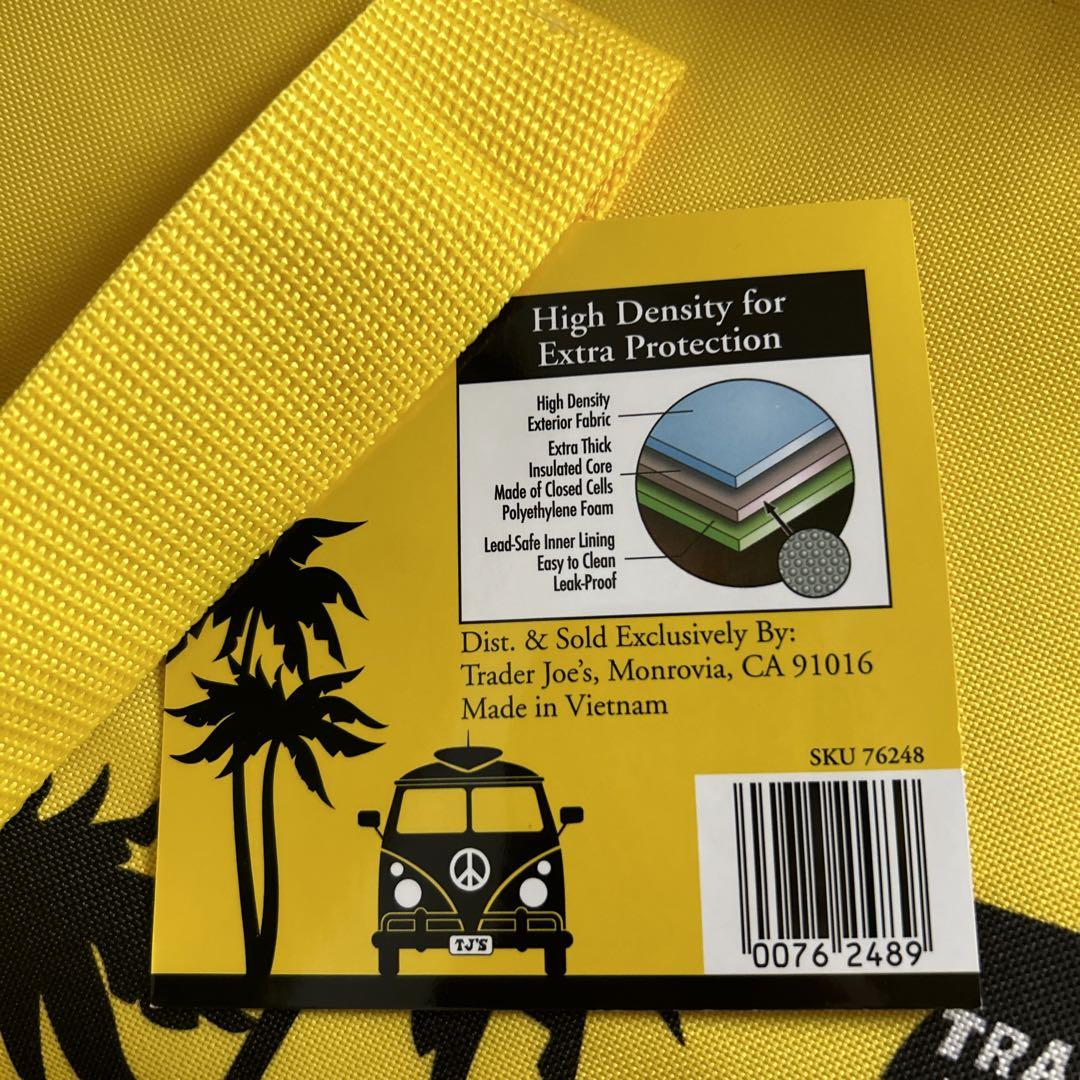 High Density for
Extra Protection
High Density
Exterior Fabric
Extra Thick
Insulated Core
Made of Closed Cells
Polyethylene Foam
Lead-Safe Inner Lining
Easy to Clean
Leak-Proof
Dist. & Sold Exclusively By:
Trader Joe's, Monrovia, CA 91016
Made in Vietnam
SKU 76248
TJ'S
0076 2489
TRA